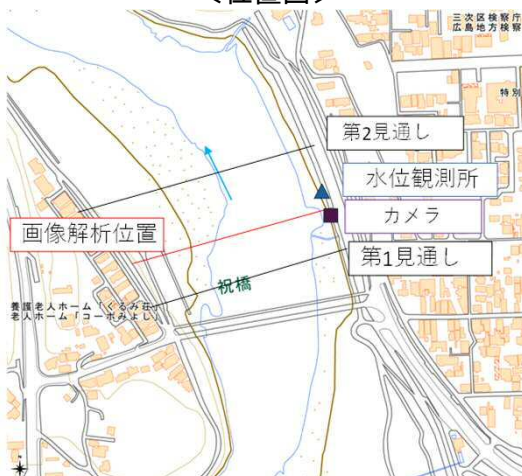 三次区検察庁
広島地方検察
特別
第2見通し
水位観測所
カメラ
画像解析位置
第1見通し
祝橋
養護老人ホーム「くるみ荘」
老人ホーム「コーポみよし」